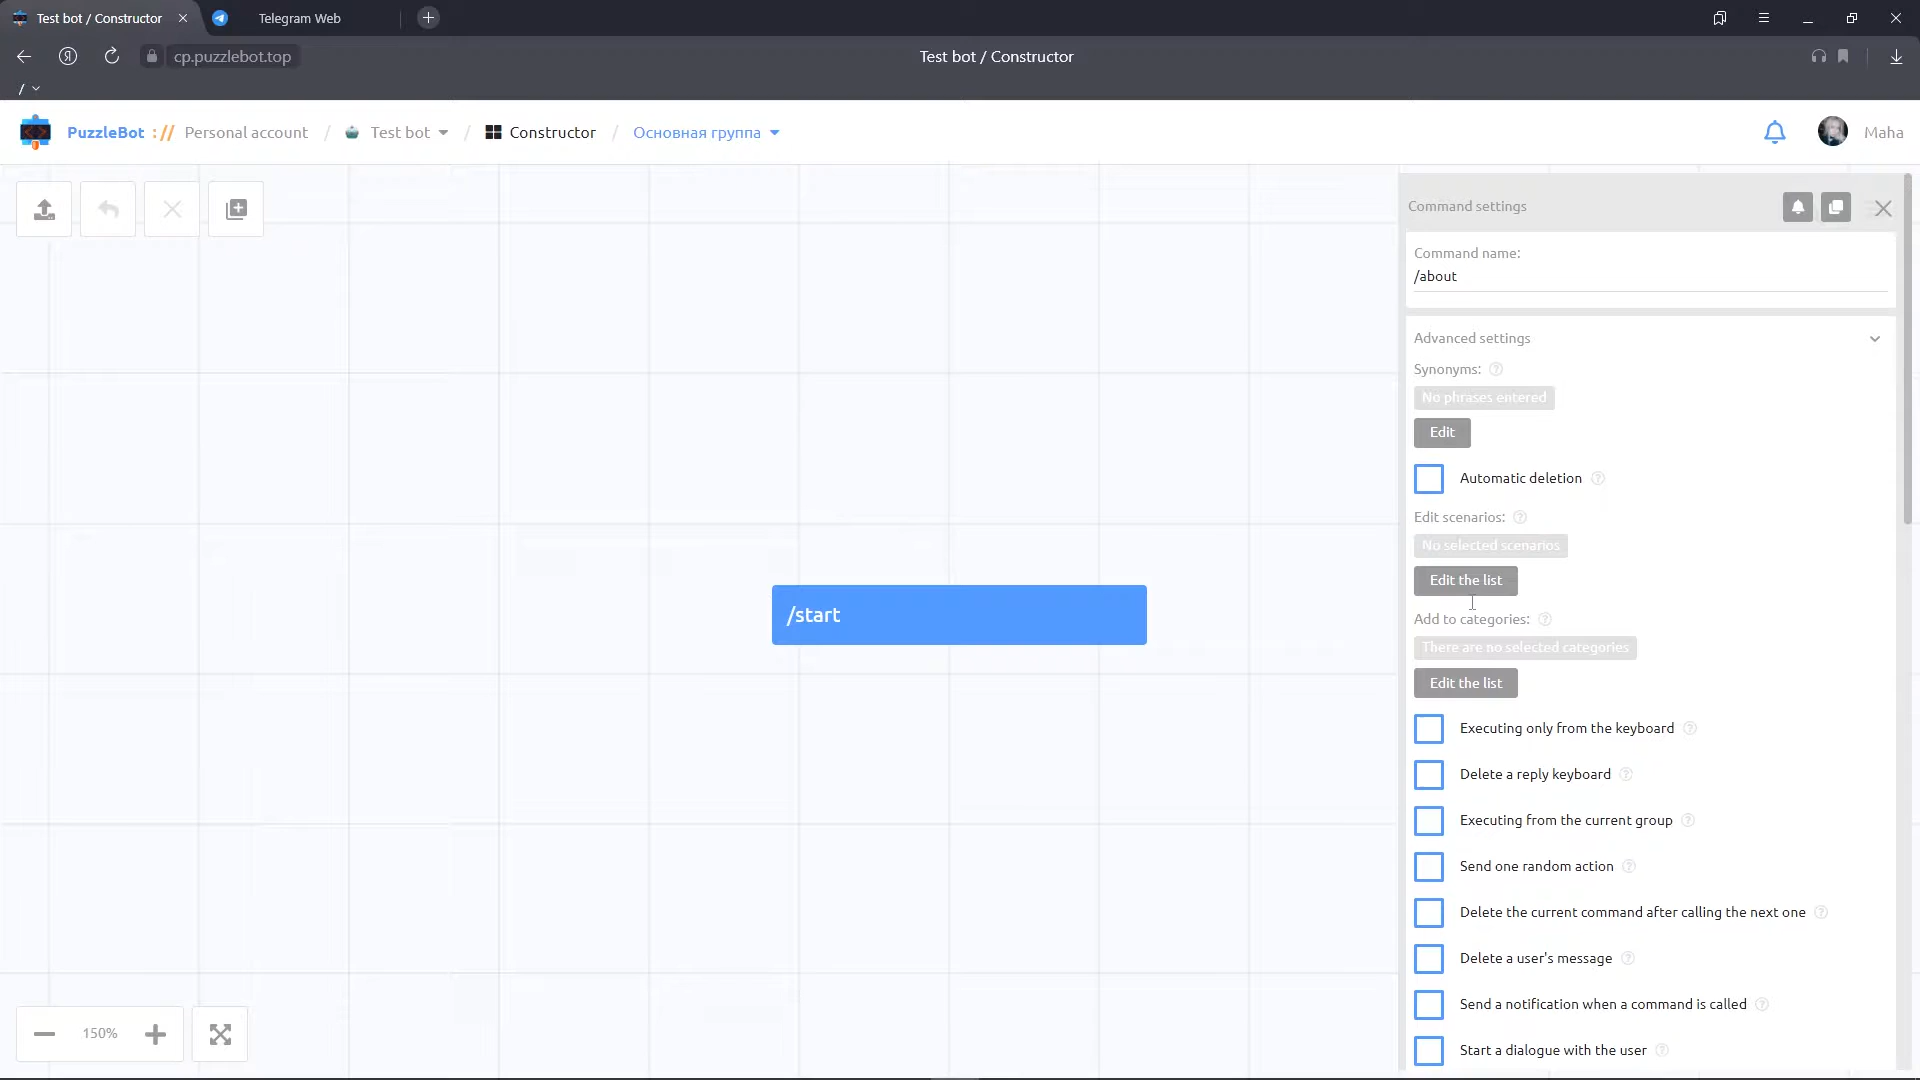 Test bot / Constructor
Telegram Web
cp.puzzlebot.top
Test bot / Constructor
/
PuzzleBot :// Personal account / Test bot / Constructor / Основная группа
Maha
Command settings
Command name:
/about
Advanced settings
Synonyms:
No phrases entered
Edit
Automatic deletion
Edit scenarios:
No selected scenarios
Edit the list
Add to categories:
There are no selected categories
Edit the list
/start
Executing only from the keyboard
Delete a reply keyboard
Executing from the current group
Send one random action
Delete the current command after calling the next one
Delete a user's message
Send a notification when a command is called
Start a dialogue with the user
150%